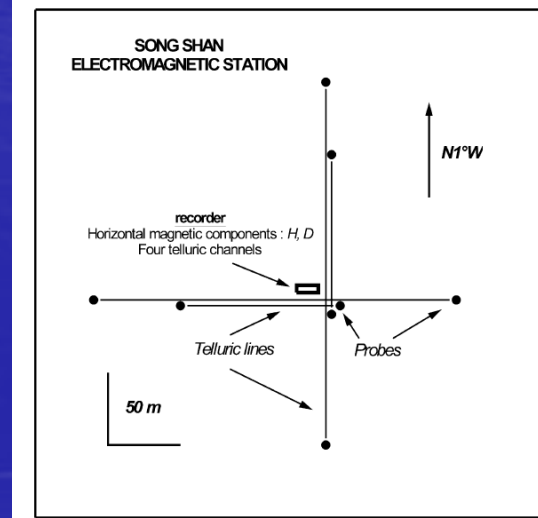 SONG SHAN
ELECTROMAGNETIC STATION
N1°W
recorder
Horizontal magnetic components : H, D
Four telluric channels
Telluric lines
Probes
50 m